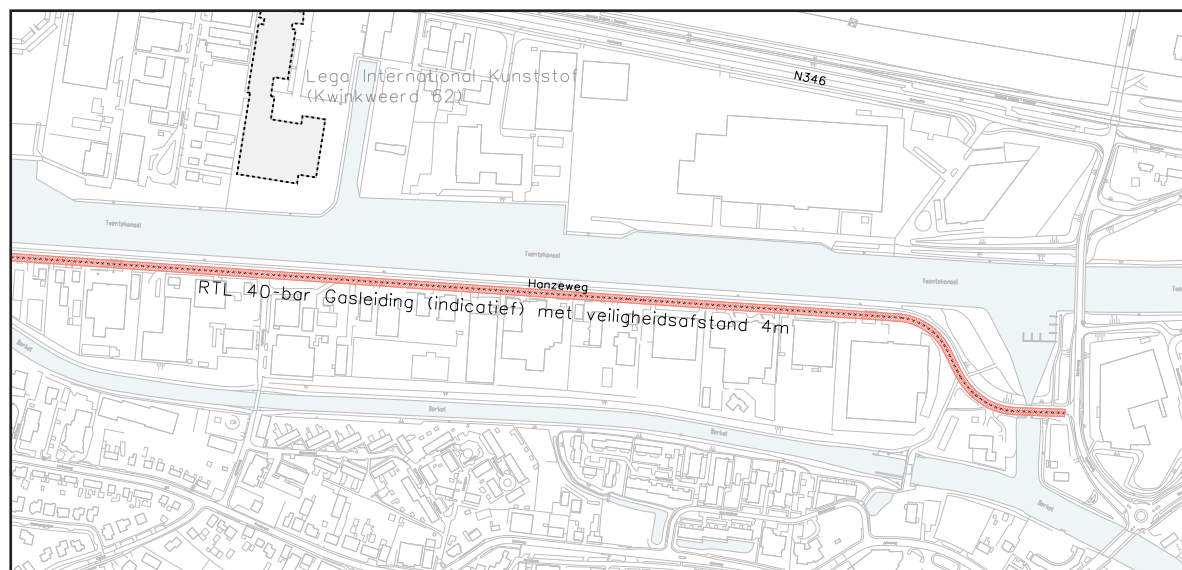 Lega International Kunststof
(Kwinkweerd 62)
N346
Twentekanaal
Twentekanaal
Hanzeweg
Twentekanaal
RTL 40-bar Gasleiding (indicatief) met veiligheidsafstand 4m
Berkel
Berkel
Berkel
Berkel